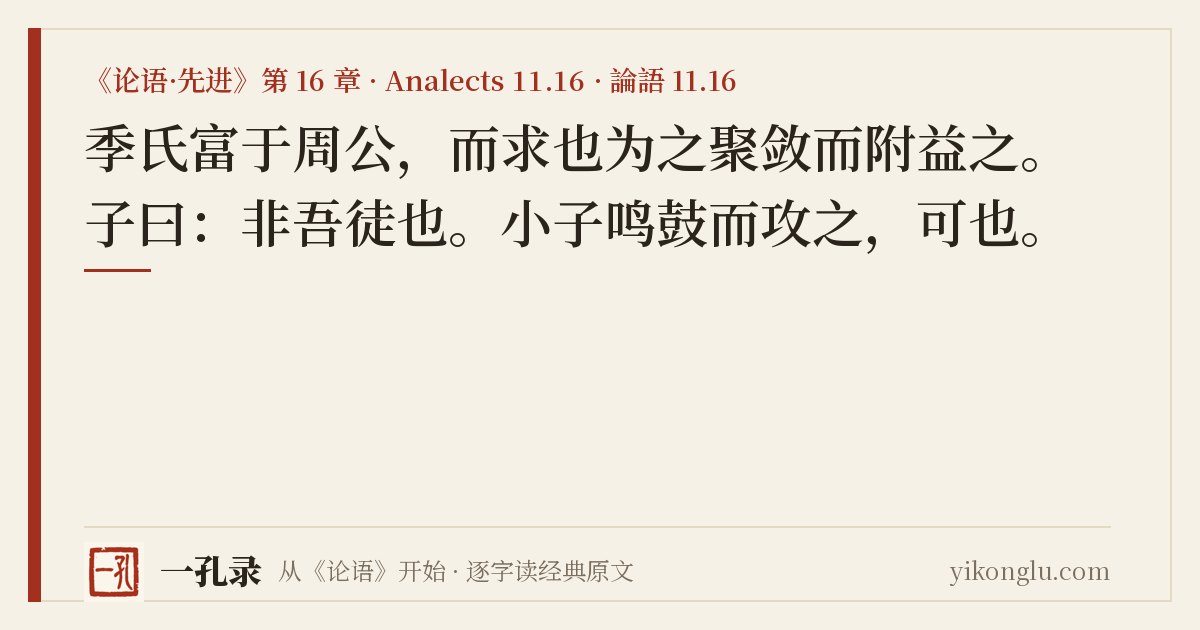 《论语·先进》第 16 章 · Analects 11.16 · 論語 11.16
季氏富于周公，而求也为之聚敛而附益之。
子曰：非吾徒也。小子鸣鼓而攻之，可也。
一孔
一孔录 从《论语》开始 · 逐字读经典原文 yikonglu.com